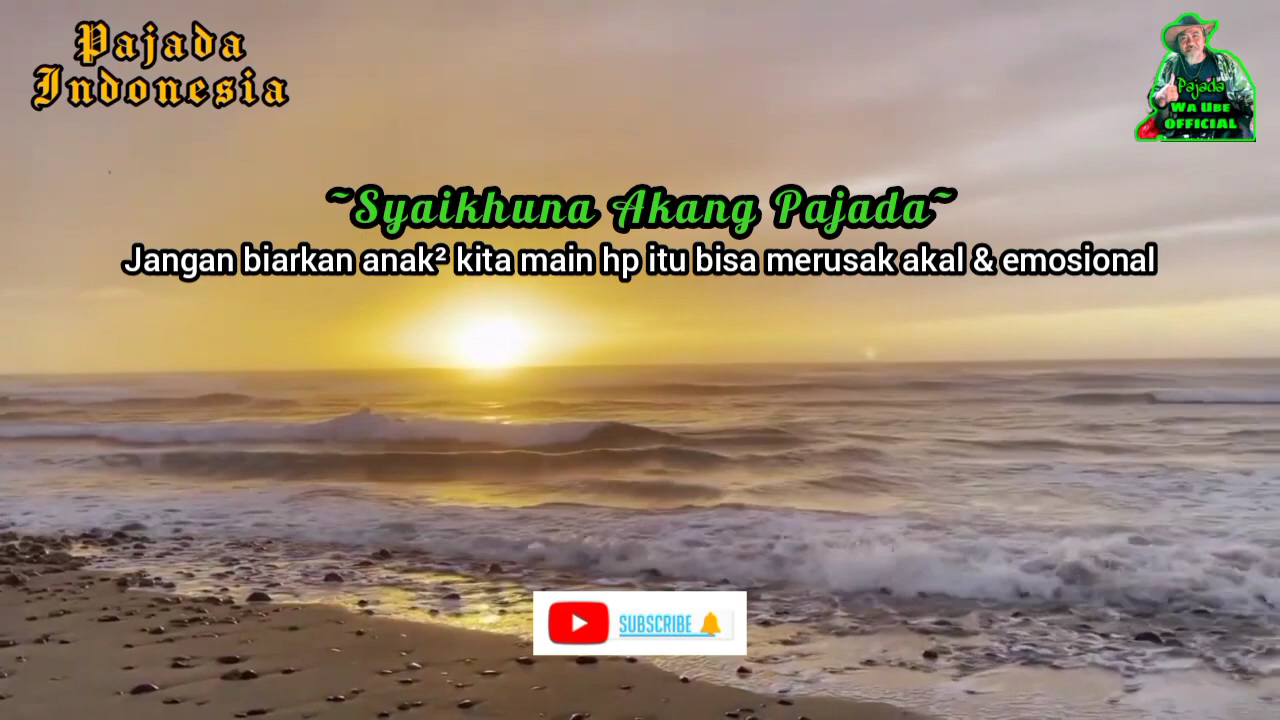 Pajada
Indonesia
Pajada
Wa Ube
OFFICIAL
~Syaikhuna Akang Pajada~
Jangan biarkan anak² kita main hp itu bisa merusak akal & emosional
SUBSCRIBE